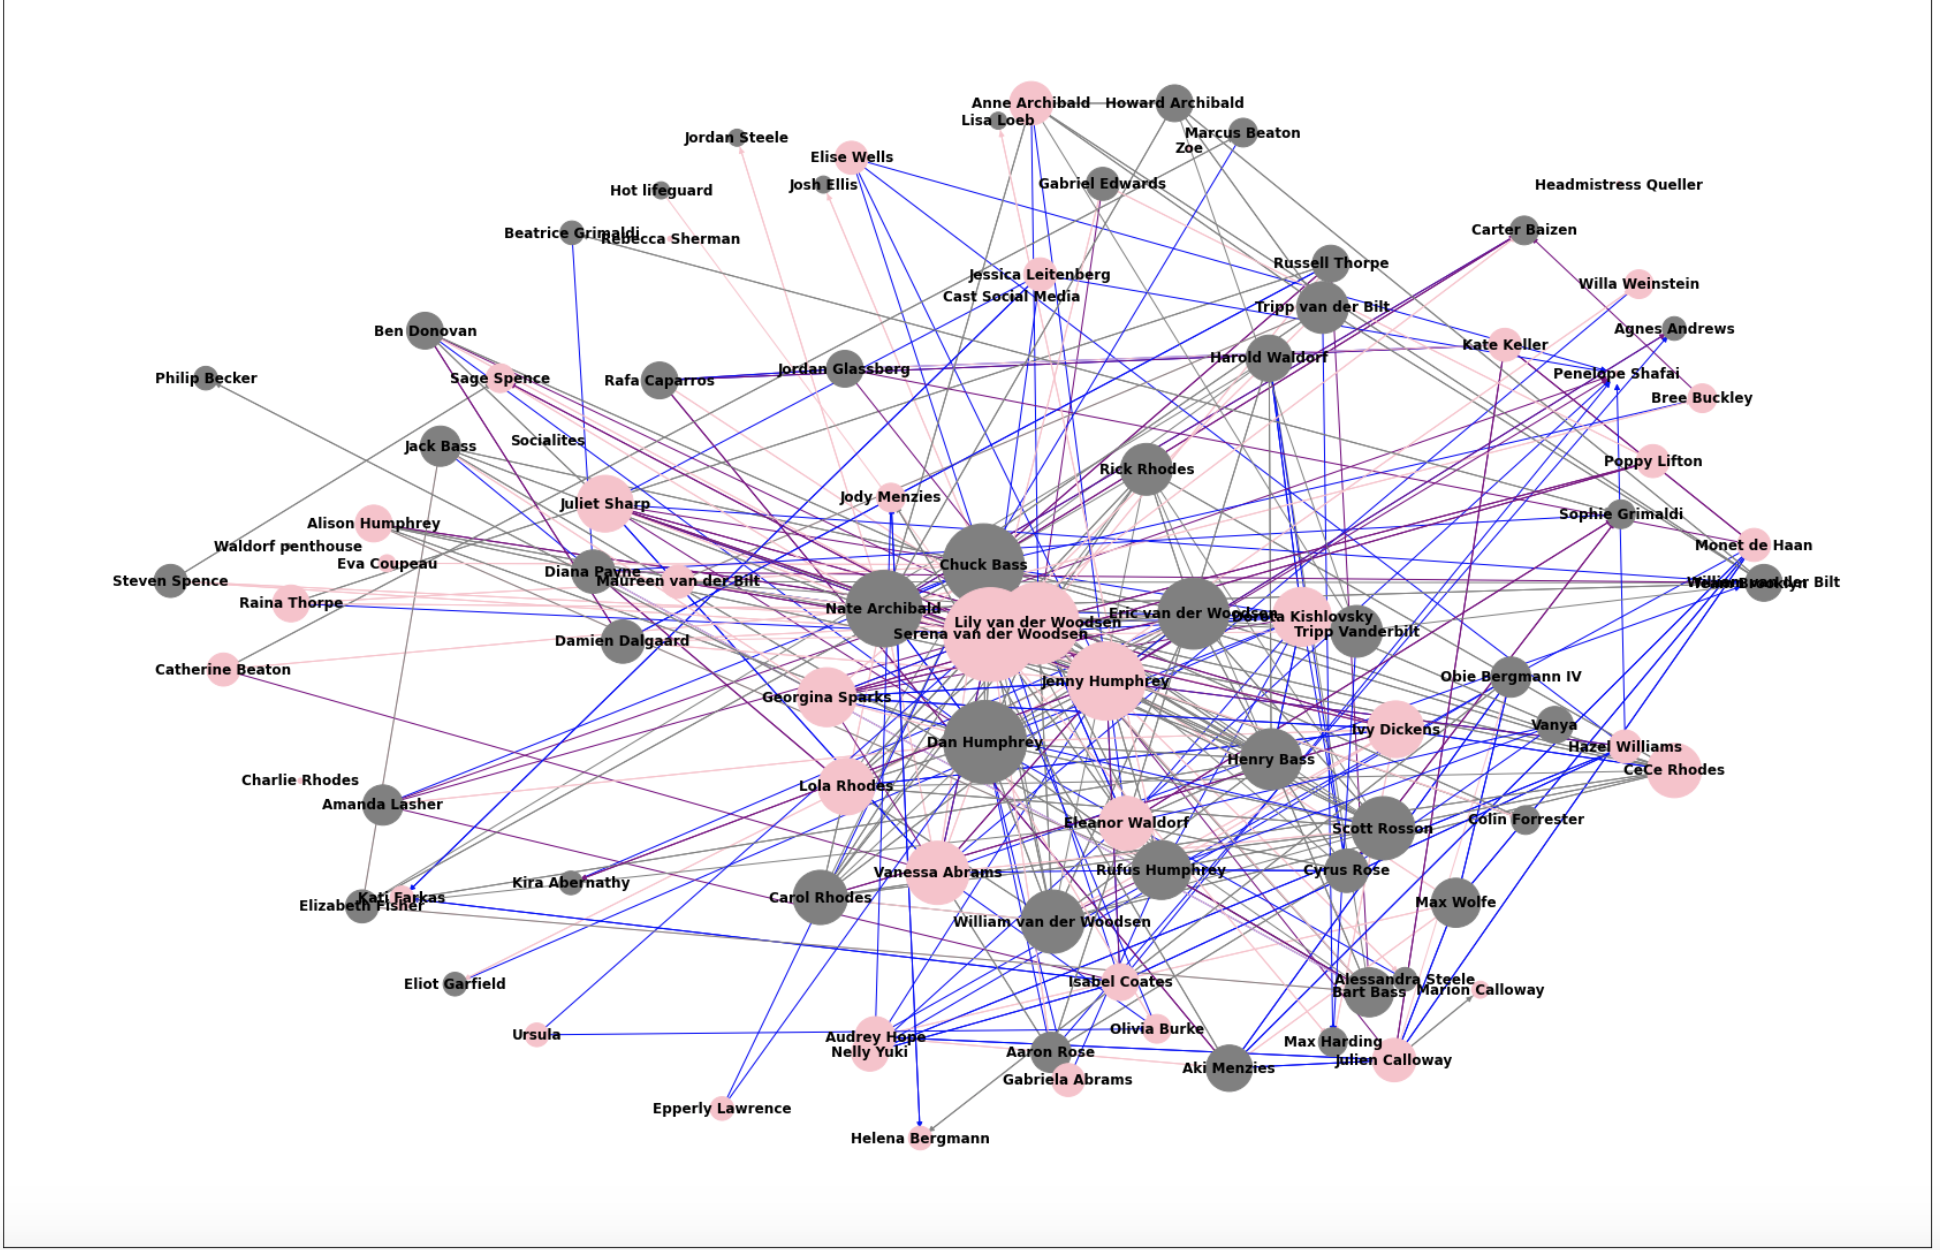 Anne Archibald
Howard Archibald
Lisa Loeb
Marcus Beaton
Jordan Steele
Zoe
Elise Wells
Josh Ellis
Gabriel Edwards
Headmistress Queller
Hot lifeguard
Carter Baizen
Beatrice Grimaldi
Rebecca Sherman
Russell Thorpe
Jessica Leitenberg
Willa Weinstein
Cast Social Media
Tripp van der Bilt
Ben Donovan
Agnes Andrews
Kate Keller
Harold Waldorf
Jordan Glassberg
Penelope Shafai
Philip Becker
Sage Spence
Rafa Caparros
Bree Buckley
Socialites
Jack Bass
Poppy Lifton
Rick Rhodes
Jody Menzies
Juliet Sharp
Sophie Grimaldi
Alison Humphrey
Waldorf penthouse
Monet de Haan
Eva Coupeau
Chuck Bass
Diana Payne
Steven Spence
Maureen van der Bilt
William van der Bilt
Raina Thorpe
Nate Archibald
Eric van der Woodsen
Dorota Kishlovsky
Lily van der Woodsen
Serena van der Woodsen
Tripp Vanderbilt
Damien Dalgaard
Catherine Beaton
Obie Bergmann IV
Jenny Humphrey
Georgina Sparks
Vanya
Ivy Dickens
Dan Humphrey
Hazel Williams
Henry Bass
CeCe Rhodes
Charlie Rhodes
Lola Rhodes
Amanda Lasher
Eleanor Waldorf
Colin Forrester
Scott Rosson
Vanessa Abrams
Rufus Humphrey
Cyrus Rose
Kira Abernathy
Kati Farkas
Carol Rhodes
Elizabeth Fisher
Max Wolfe
William van der Woodsen
Eliot Garfield
Isabel Coates
Alessandra Steele
Bart Bass
Marion Calloway
Ursula
Audrey Hope
Olivia Burke
Max Harding
Nelly Yuki
Aaron Rose
Julien Calloway
Aki Menzies
Gabriela Abrams
Epperly Lawrence
Helena Bergmann